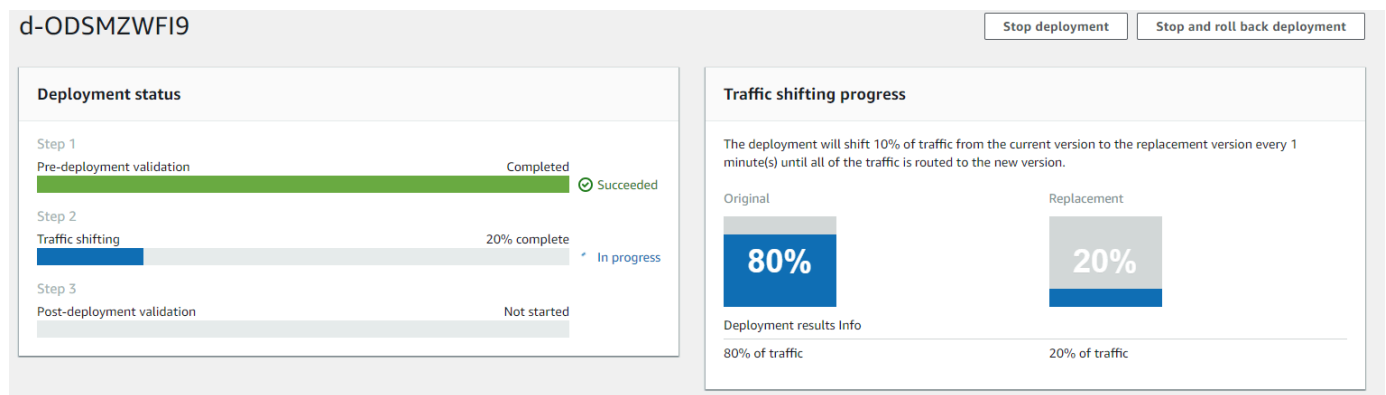 d-ODSMZWFI9
Stop deployment
Stop and roll back deployment
Deployment status
Step 1
Pre-deployment validation
Completed
Succeeded
Step 2
Traffic shifting
20% complete
In progress
Step 3
Post-deployment validation
Not started
Traffic shifting progress
The deployment will shift 10% of traffic from the current version to the replacement version every 1
minute(s) until all of the traffic is routed to the new version.
Original
Replacement
80%
20%
Deployment results Info
80% of traffic
20% of traffic